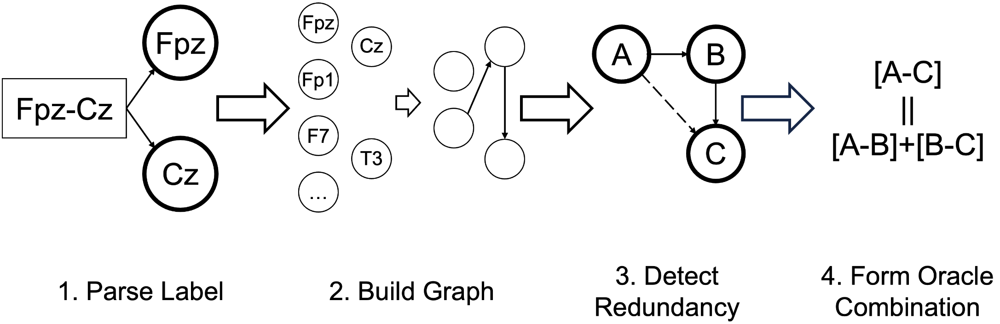 Fpz-Cz
Fpz
Cz
Fpz
Cz
Fp1
F7
T3
...
A
B
C
[A-C]
||
[A-B]+[B-C]
1. Parse Label
2. Build Graph
3. Detect
Redundancy
4. Form Oracle
Combination